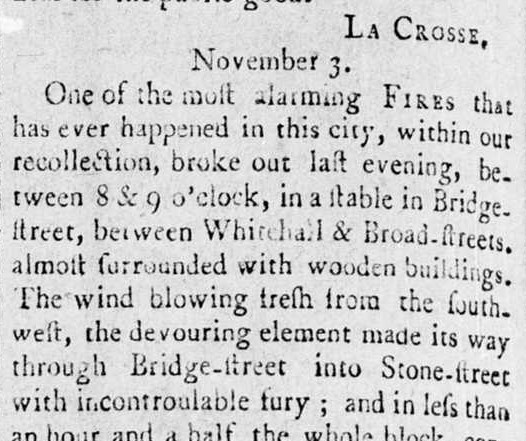 the public good.
LA CROSSE,
November 3.
One of the moſt alarming FIRES that
has ever happened in this city, within our
recollection, broke out laſt evening, be-
tween 8 & 9 o'clock, in a ſtable in Bridge-
ſtreet, between Whitehall & Broad-ſtreets,
almoſt ſurrounded with wooden buildings.
The wind blowing freſh from the ſouth-
weſt, the devouring element made its way
through Bridge-ſtreet into Stone-ſtreet
with incontroulable fury ; and in leſs than
an hour and a half the whole block